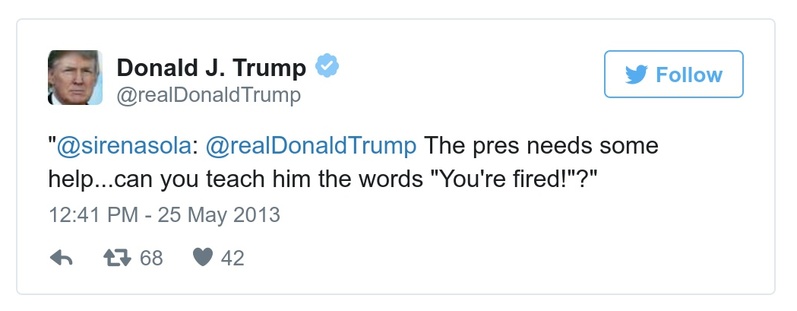 Donald J. Trump
@realDonaldTrump
Follow
"@sirenasola: @realDonaldTrump The pres needs some
help...can you teach him the words "You're fired!"?"
12:41 PM - 25 May 2013
68 42